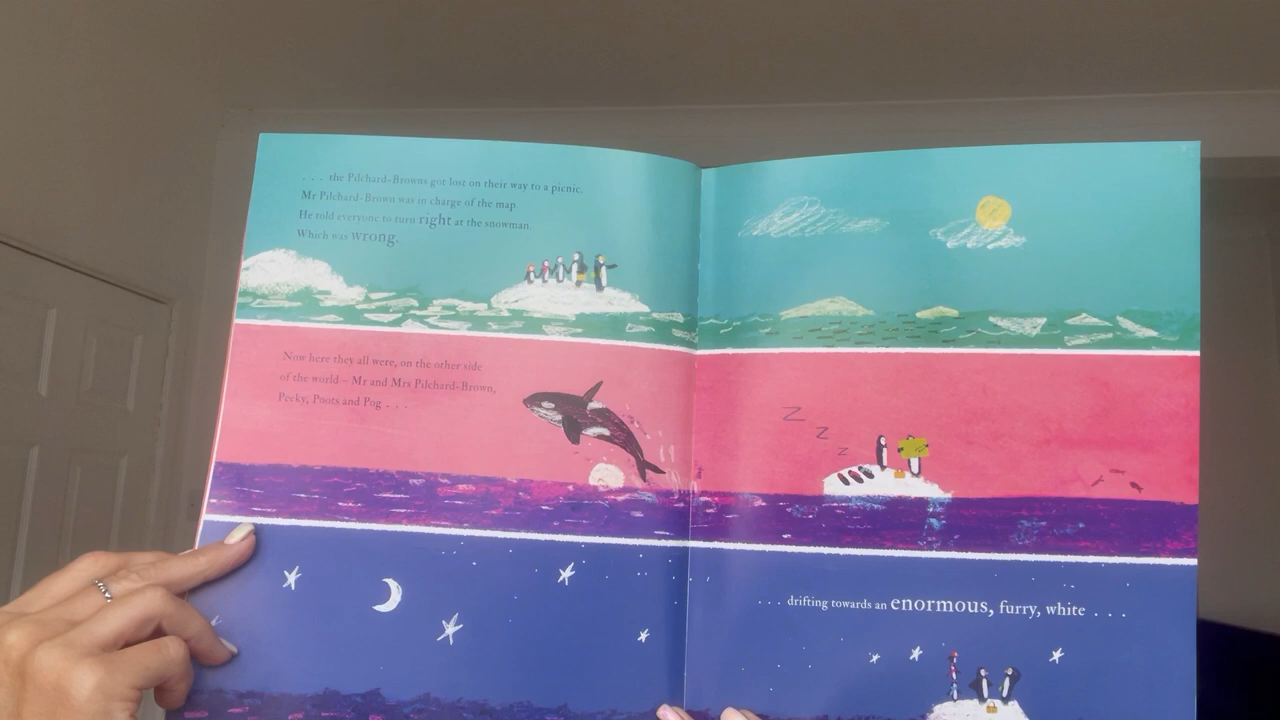 . . . the Pilchard-Browns got lost on their way to a picnic.
Mr Pilchard-Brown was in charge of the map.
He told everyone to turn right at the snowman.
Which was wrong.
Now here they all were, on the other side
of the world – Mr and Mrs Pilchard-Brown,
Peeky, Poots and Pog . . .
Z
Z
Z
. . . drifting towards an enormous, furry, white . . .